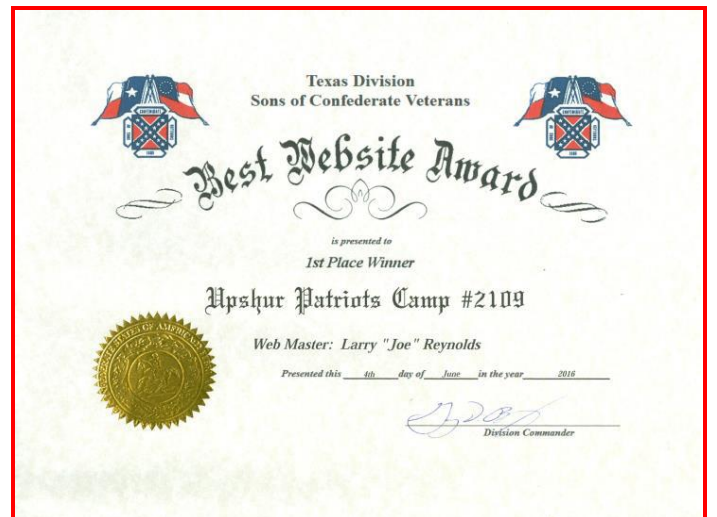 Texas Division
Sons of Confederate Veterans
Best Website Award
is presented to
1st Place Winner
Upshur Patriots Camp #2109
Web Master: Larry "Joe" Reynolds
Presented this 4th day of June in the year 2016
Division Commander